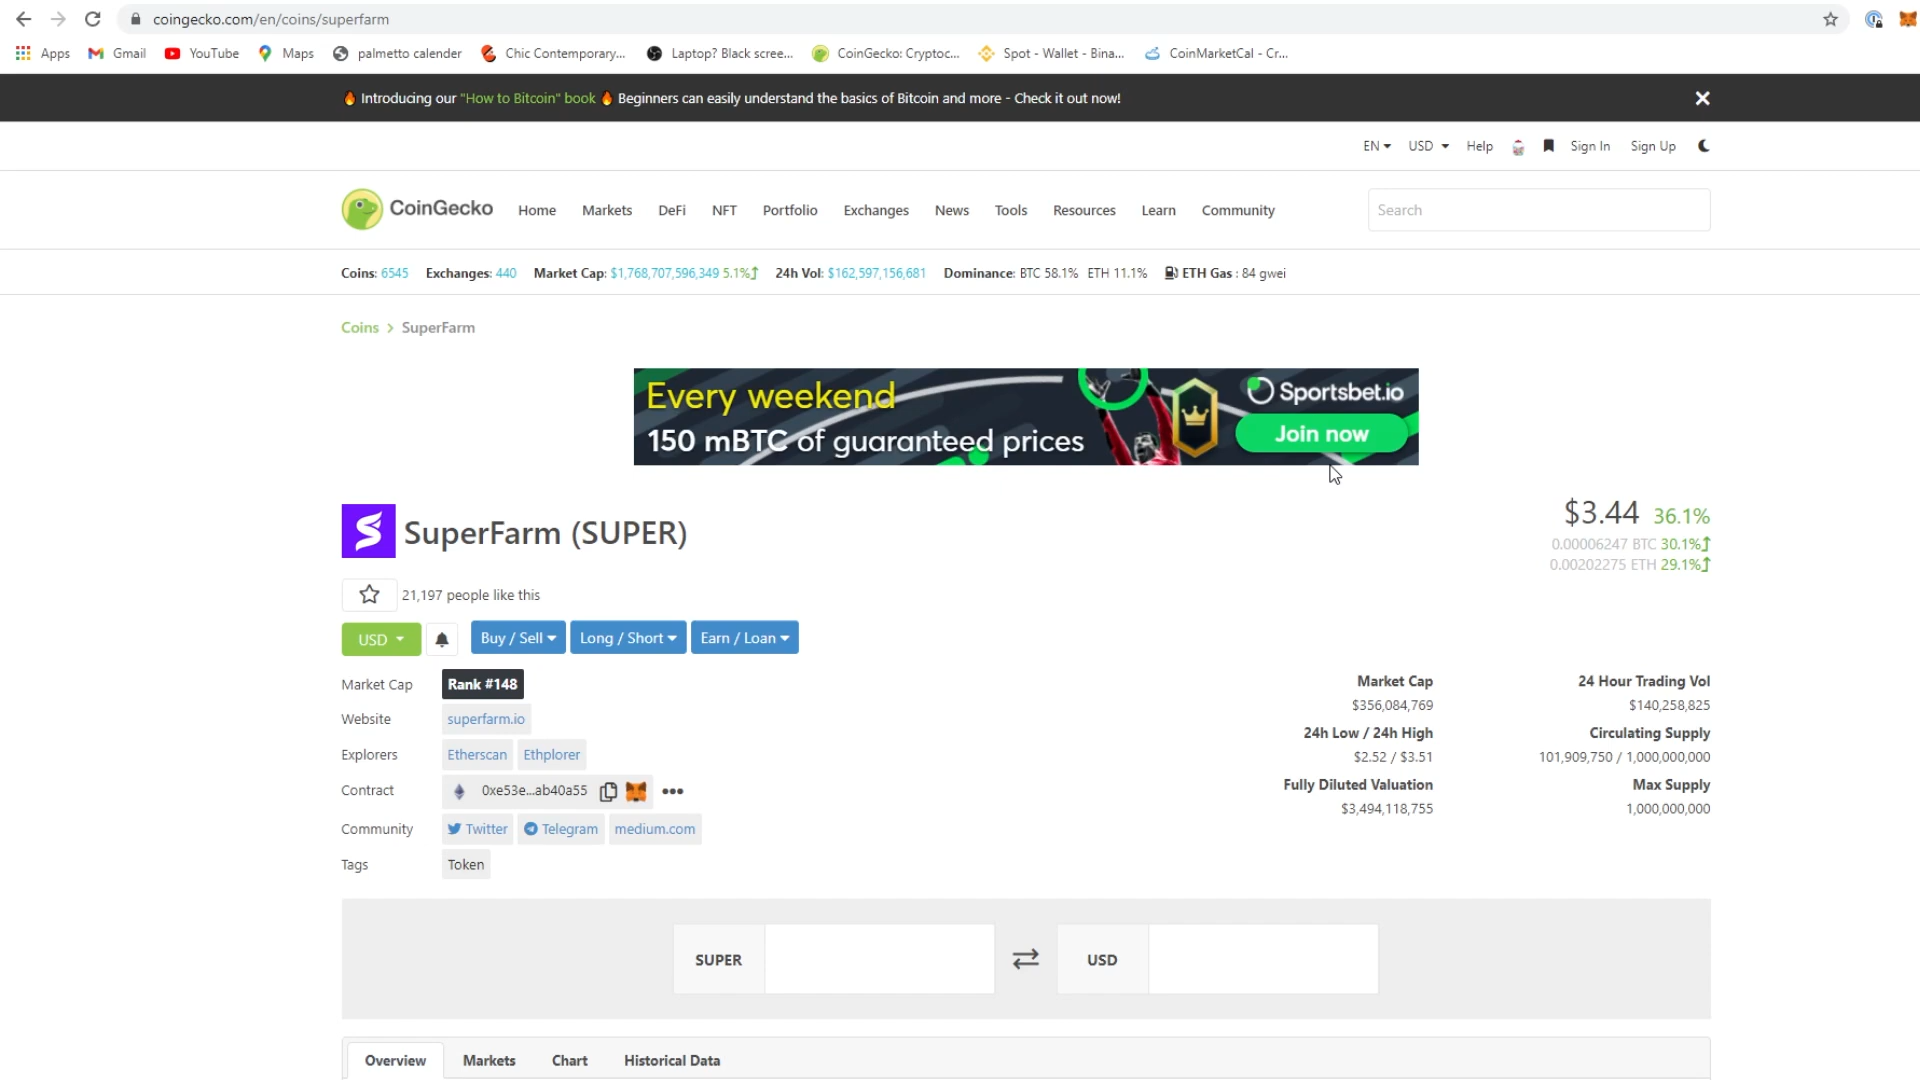 coingecko.com/en/coins/superfarm
Apps Gmail YouTube Maps palmetto calender Chic Contemporary... Laptop? Black scree... CoinGecko: Cryptoc... Spot - Wallet - Bina... CoinMarketCal - Cr...
Introducing our "How to Bitcoin" book Beginners can easily understand the basics of Bitcoin and more - Check it out now!
EN USD Help Sign In Sign Up
CoinGecko Home Markets DeFi NFT Portfolio Exchanges News Tools Resources Learn Community Search
Coins: 6545 Exchanges: 440 Market Cap: $1,768,707,596,349 5.1% 24h Vol: $162,597,156,681 Dominance: BTC 58.1% ETH 11.1% ETH Gas : 84 gwei
Coins > SuperFarm
Every weekend
150 mBTC of guaranteed prices
Sportsbet.io
Join now
SuperFarm (SUPER)
$3.44 36.1%
0.00006247 BTC 30.1%
0.00202275 ETH 29.1%
21,197 people like this
USD Buy / Sell Long / Short Earn / Loan
Market Cap Rank #148
Website superfarm.io
Explorers Etherscan Ethplorer
Contract 0xe53e...ab40a55 •••
Community Twitter Telegram medium.com
Tags Token
Market Cap 24 Hour Trading Vol
$356,084,769 $140,258,825
24h Low / 24h High Circulating Supply
$2.52 / $3.51 101,909,750 / 1,000,000,000
Fully Diluted Valuation Max Supply
$3,494,118,755 1,000,000,000
SUPER USD
Overview Markets Chart Historical Data